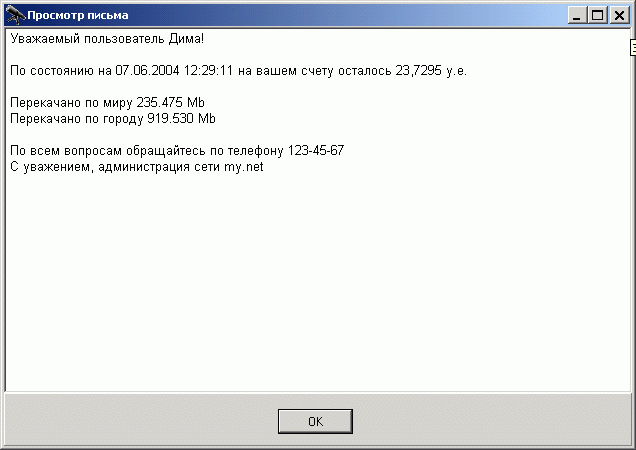 Просмотр письма
Уважаемый пользователь Дима!
По состоянию на 07.06.2004 12:29:11 на вашем счету осталось 23,7295 у.е.
Перекачано по миру 235.475 Mb
Перекачано по городу 919.530 Mb
По всем вопросам обращайтесь по телефону 123-45-67
С уважением, администрация сети my.net
OK